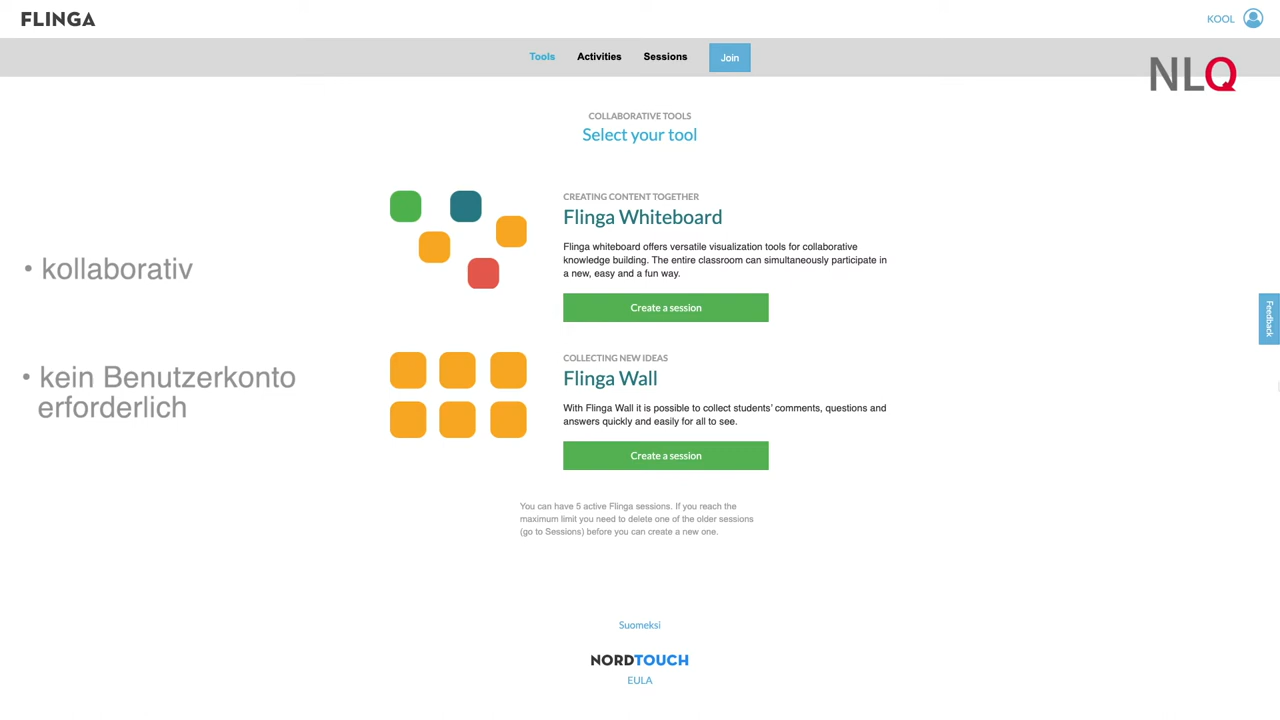 FLINGA
KOOL
Tools
Activities
Sessions
Join
NLQ
COLLABORATIVE TOOLS
Select your tool
CREATING CONTENT TOGETHER
Flinga Whiteboard
Flinga whiteboard offers versatile visualization tools for collaborative
knowledge building. The entire classroom can simultaneously participate in
a new, easy and a fun way.
Create a session
• kollaborativ
Feedback
COLLECTING NEW IDEAS
Flinga Wall
• kein Benutzerkonto
erforderlich
With Flinga Wall it is possible to collect students' comments, questions and
answers quickly and easily for all to see.
Create a session
You can have 5 active Flinga sessions. If you reach the
maximum limit you need to delete one of the older sessions
(go to Sessions) before you can create a new one.
Suomeksi
NORDTOUCH
EULA